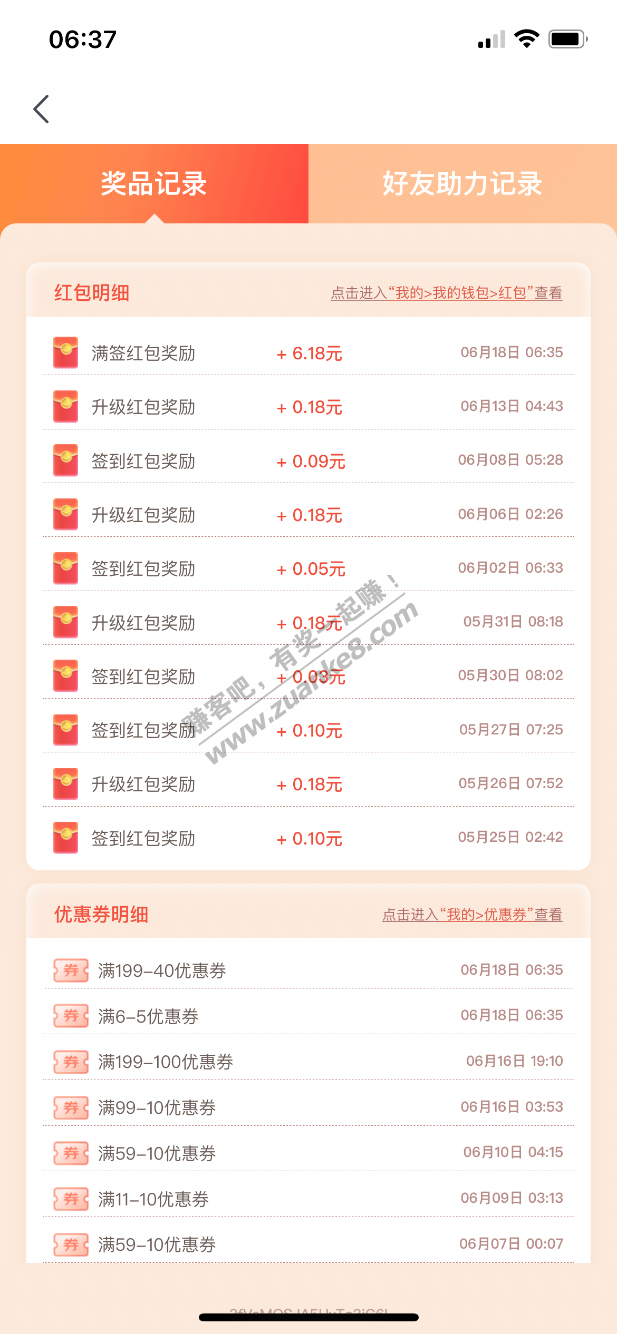 06:37
奖品记录 好友助力记录
红包明细 点击进入“我的>我的钱包>红包”查看
满签红包奖励 + 6.18元 06月18日 06:35
升级红包奖励 + 0.18元 06月13日 04:43
签到红包奖励 + 0.09元 06月08日 05:28
升级红包奖励 + 0.18元 06月06日 02:26
签到红包奖励 + 0.05元 06月02日 06:33
升级红包奖励 + 0.18元 05月31日 08:18
签到红包奖励 + 0.03元 05月30日 08:02
签到红包奖励 + 0.10元 05月27日 07:25
升级红包奖励 + 0.18元 05月26日 07:52
签到红包奖励 + 0.10元 05月25日 02:42
赚客吧，有奖一起赚！
www.zuanke8.com
优惠券明细 点击进入“我的>优惠券”查看
券 满199-40优惠券 06月18日 06:35
券 满6-5优惠券 06月18日 06:35
券 满199-100优惠券 06月16日 19:10
券 满99-10优惠券 06月16日 03:53
券 满59-10优惠券 06月10日 04:15
券 满11-10优惠券 06月09日 03:13
券 满59-10优惠券 06月07日 00:07